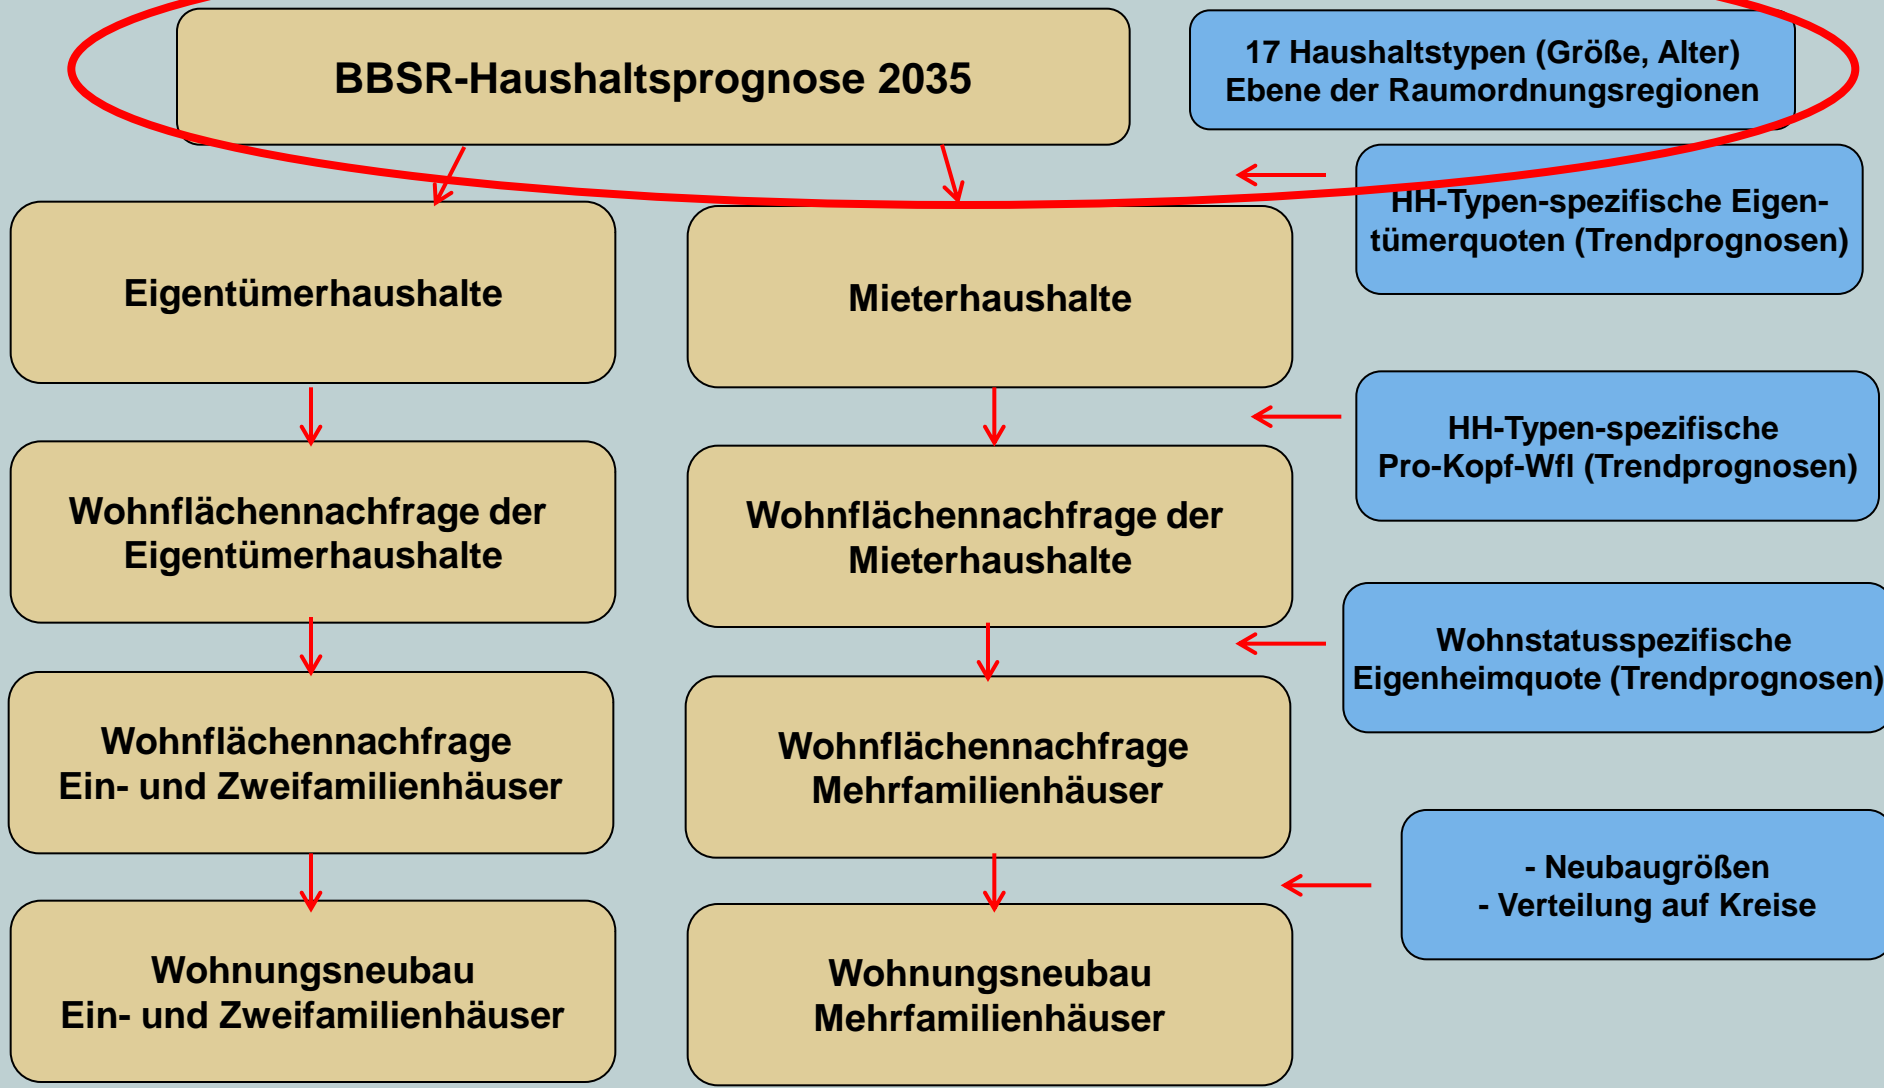 BBSR-Haushaltsprognose 2035
17 Haushaltstypen (Größe, Alter)
Ebene der Raumordnungsregionen
HH-Typen-spezifische Eigen-
tümerquoten (Trendprognosen)
Eigentümerhaushalte
Mieterhaushalte
HH-Typen-spezifische
Pro-Kopf-Wfl (Trendprognosen)
Wohnflächennachfrage der
Eigentümerhaushalte
Wohnflächennachfrage der
Mieterhaushalte
Wohnstatusspezifische
Eigenheimquote (Trendprognosen)
Wohnflächennachfrage
Ein- und Zweifamilienhäuser
Wohnflächennachfrage
Mehrfamilienhäuser
- Neubaugrößen
- Verteilung auf Kreise
Wohnungsneubau
Ein- und Zweifamilienhäuser
Wohnungsneubau
Mehrfamilienhäuser